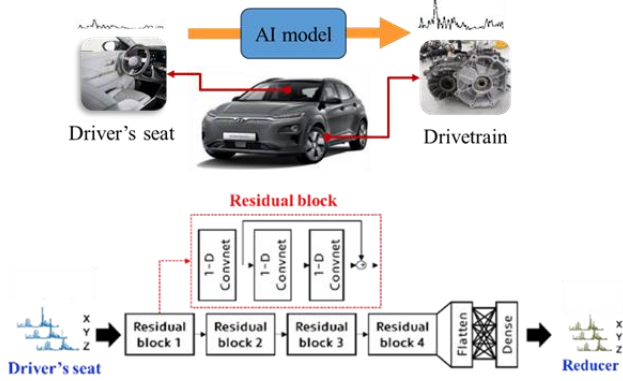 AI model
Driver's seat
Drivetrain
Residual block
1-D
Convnet
1-D
Convnet
1-D
Convnet
X
Y
Z
Driver's seat
Residual
block 1
Residual
block 2
Residual
block 3
Residual
block 4
Flatten
Dense
X
Y
Z
Reducer